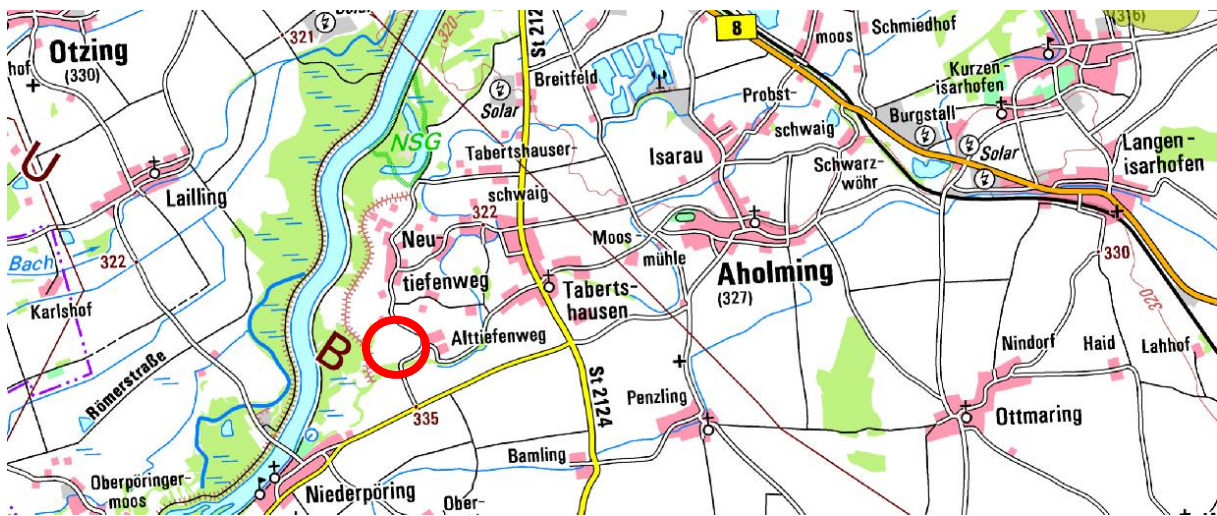 Otzing
(330)
hof
321
320
St 2124
8
moos
Schmiedhof
(316)
Kurzen-
isarhofen
Breitfeld
Solar
Probst-
schwaig
Burgstall
Solar
Langen-
isarhofen
NSG
Tabertshauser-
schwaig
Isarau
Schwarz-
wöhr
U
Lailling
322
Neu-
tiefenweg
Moos-
mühle
Aholming
(327)
330
320
Bach
322
Karlshof
Taberts-
hausen
Römerstraße
B
Alttiefenweg
St 2124
Nindorf
Haid
Lahhof
335
Penzling
Ottmaring
Bamling
Oberpöringer-
moos
Niederpöring
Ober-